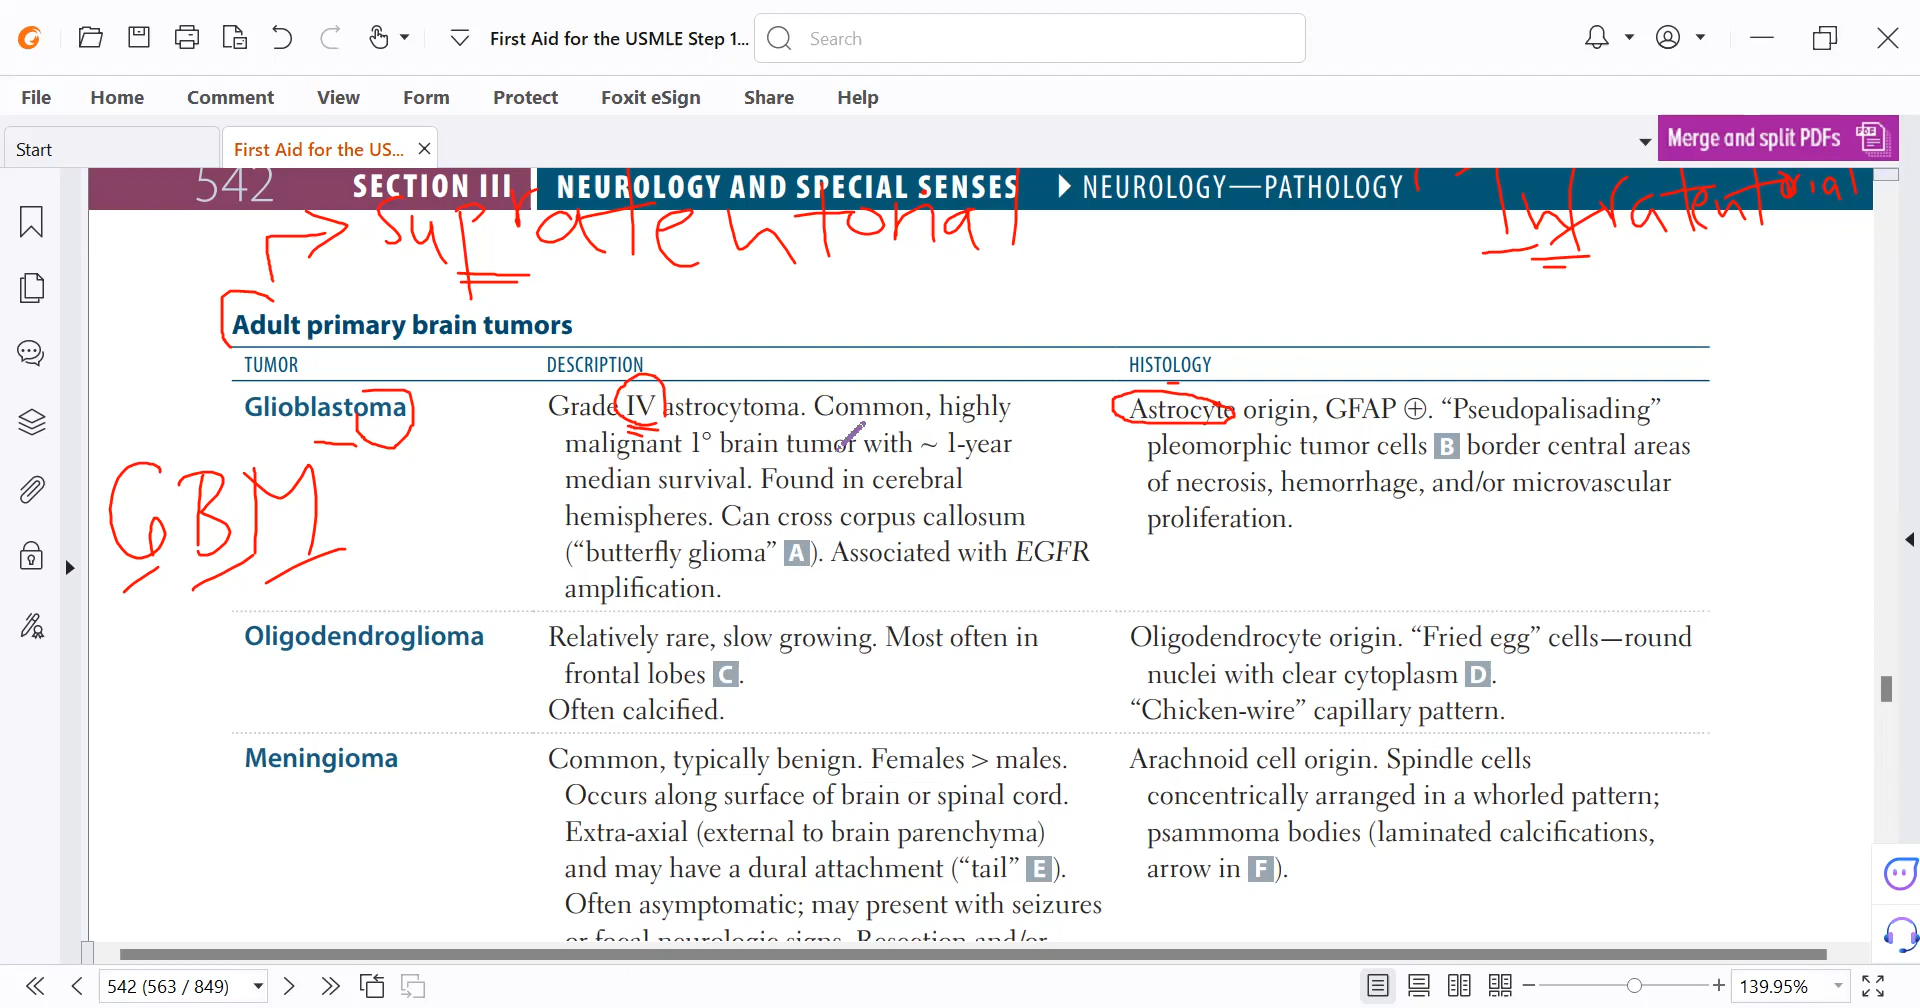 First Aid for the USMLE Step 1...
Search
File Home Comment View Form Protect Foxit eSign Share Help
Start
First Aid for the US...
Merge and split PDFs
PDF
542 SECTION III NEUROLOGY AND SPECIAL SENSES NEUROLOGY—PATHOLOGY
Supratentorial
Infratentorial
Adult primary brain tumors
TUMOR DESCRIPTION HISTOLOGY
Glioblastoma
GBM
Grade IV astrocytoma. Common, highly
malignant 1° brain tumor with ~ 1-year
median survival. Found in cerebral
hemispheres. Can cross corpus callosum
(“butterfly glioma” A). Associated with EGFR
amplification.
Astrocyte origin, GFAP ⊕. “Pseudopalisading”
pleomorphic tumor cells B border central areas
of necrosis, hemorrhage, and/or microvascular
proliferation.
Oligodendroglioma
Relatively rare, slow growing. Most often in
frontal lobes C.
Often calcified.
Oligodendrocyte origin. “Fried egg” cells—round
nuclei with clear cytoplasm D.
“Chicken-wire” capillary pattern.
Meningioma
Common, typically benign. Females > males.
Occurs along surface of brain or spinal cord.
Extra-axial (external to brain parenchyma)
and may have a dural attachment (“tail” E).
Often asymptomatic; may present with seizures
or focal neurologic signs. Resection and/or
Arachnoid cell origin. Spindle cells
concentrically arranged in a whorled pattern;
psammoma bodies (laminated calcifications,
arrow in F).
542 (563 / 849)
139.95%